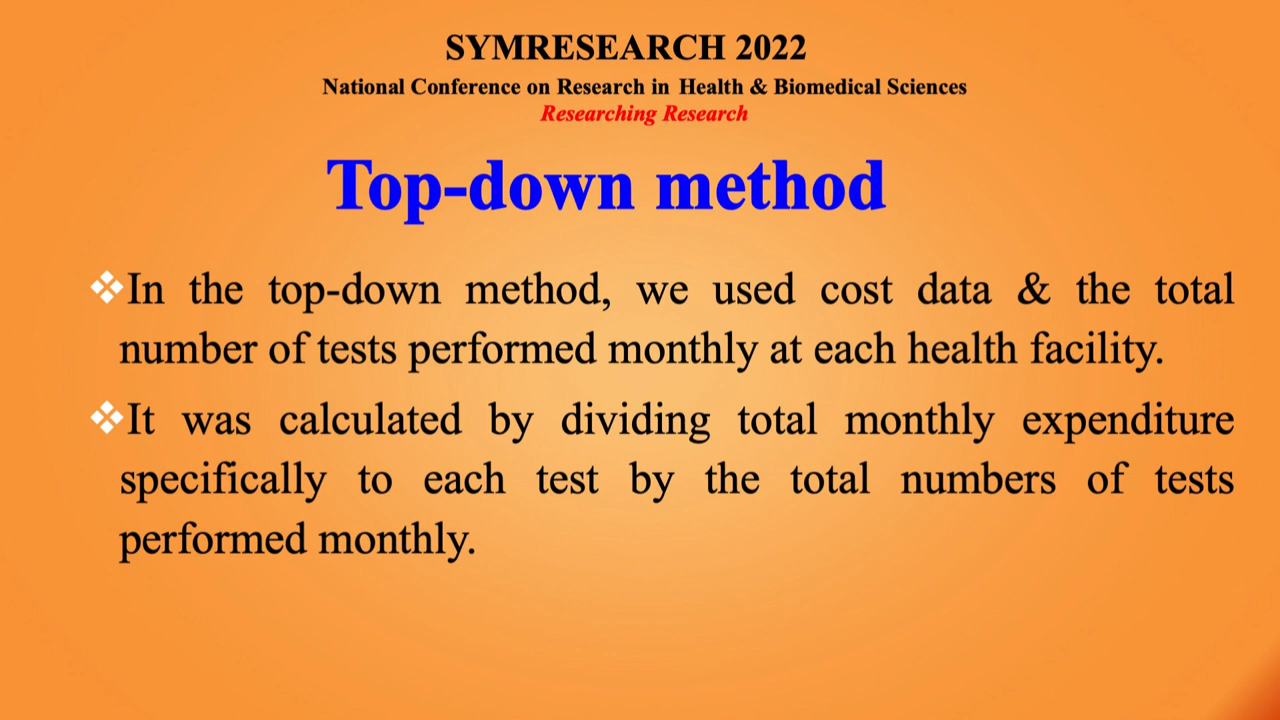 SYMRESEARCH 2022
National Conference on Research in Health & Biomedical Sciences
Researching Research
Top-down method
❖In the top-down method, we used cost data & the total
number of tests performed monthly at each health facility.
❖It was calculated by dividing total monthly expenditure
specifically to each test by the total numbers of tests
performed monthly.